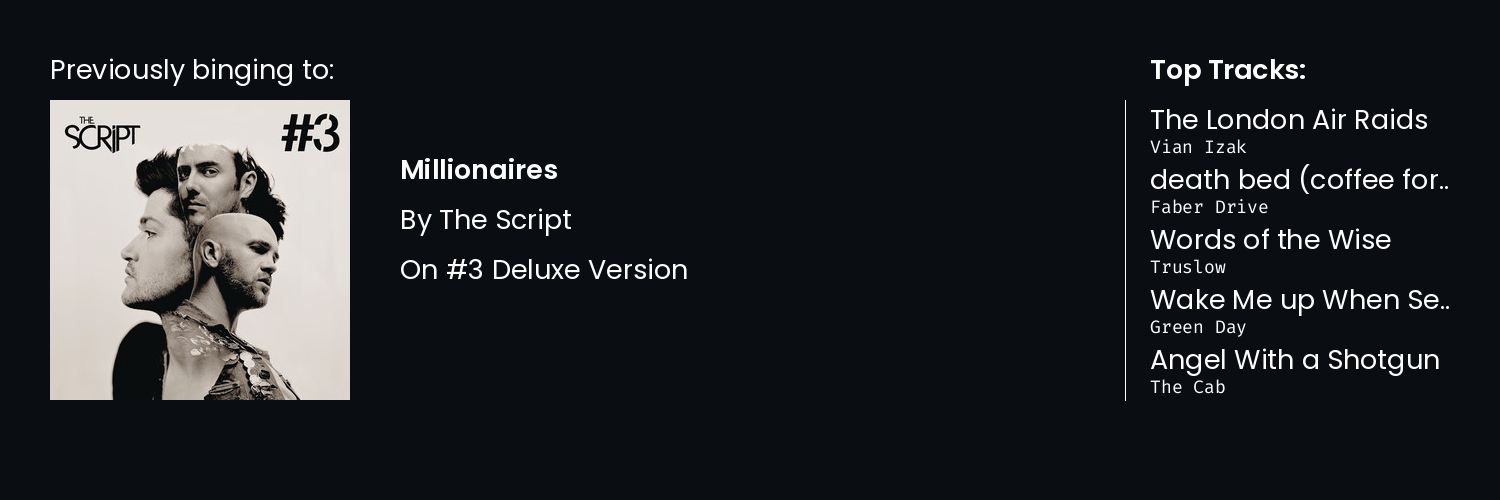 Previously binging to:
THE
SCRIPT
#3
Millionaires
By The Script
On #3 Deluxe Version
Top Tracks:
The London Air Raids
Vian Izak
death bed (coffee for..
Faber Drive
Words of the Wise
Truslow
Wake Me up When Se..
Green Day
Angel With a Shotgun
The Cab